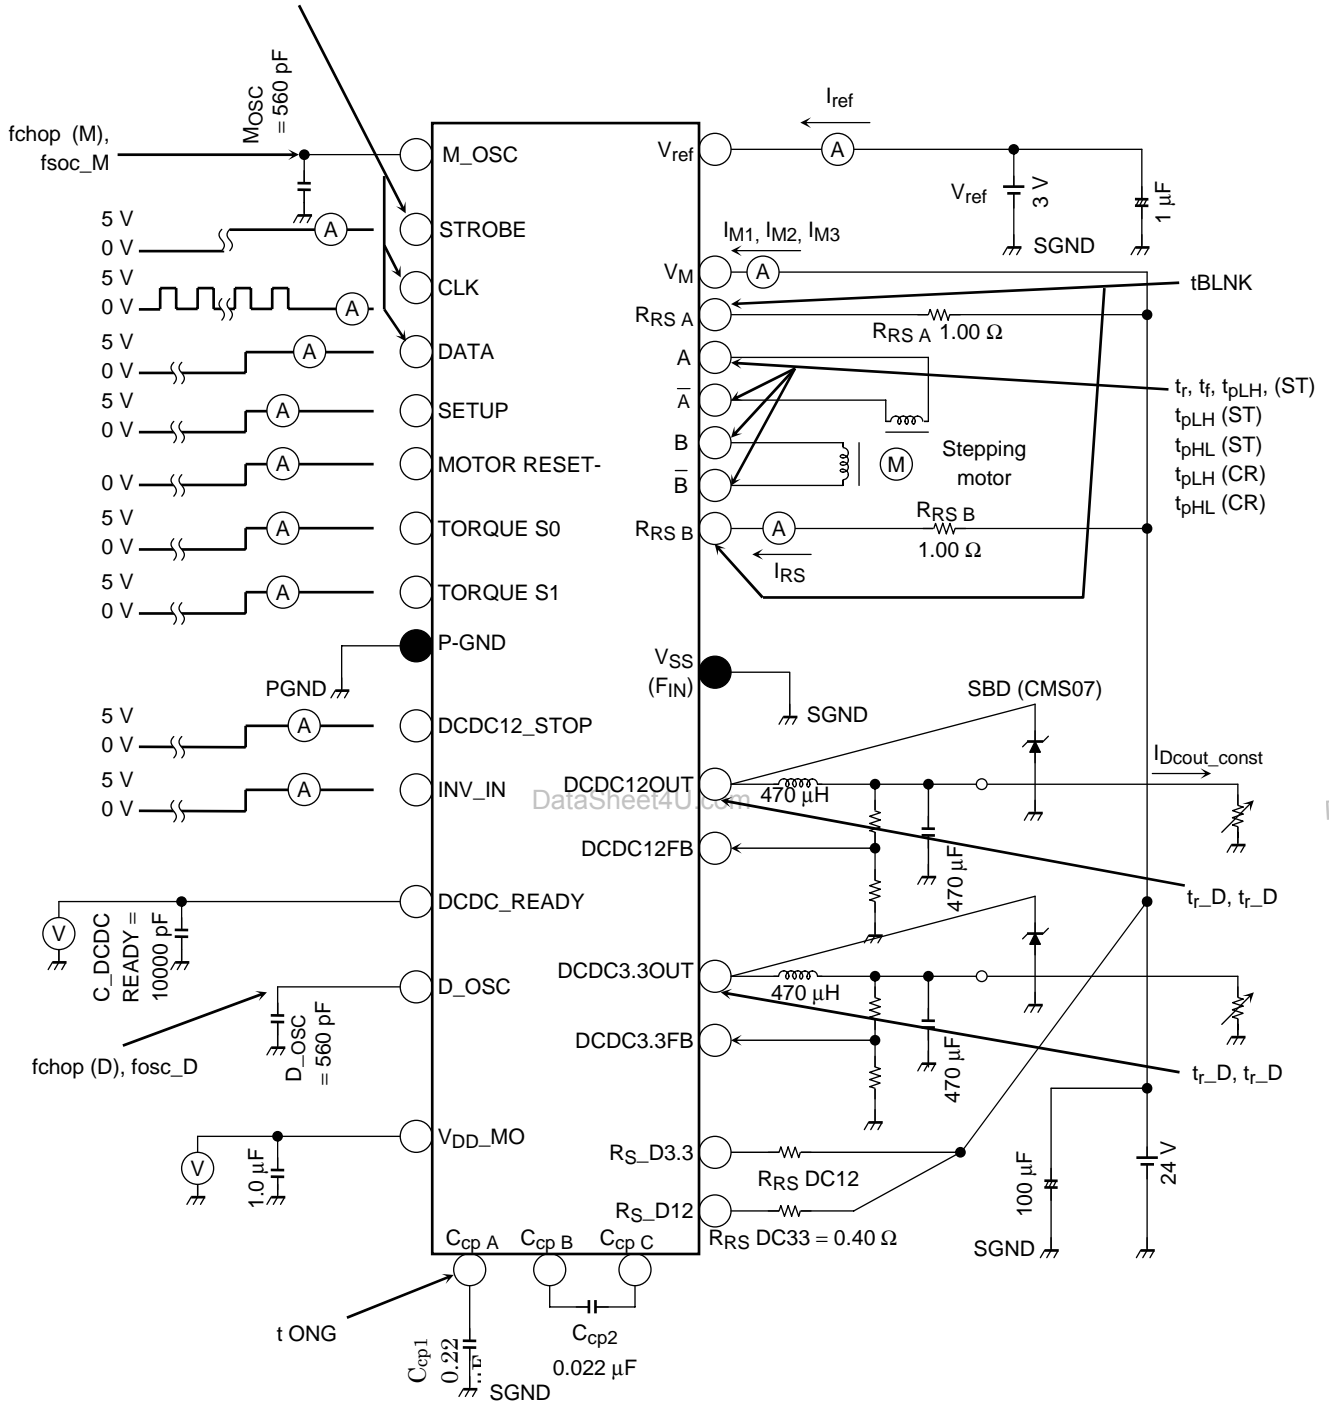 MOSC
= 560 pF
fchop (M),
fsoc_M
M_OSC
5 V
0 V
A
STROBE
5 V
0 V
A
CLK
5 V
0 V
A
DATA
5 V
0 V
A
SETUP
0 V
A
MOTOR RESET-
5 V
0 V
A
TORQUE S0
5 V
0 V
A
TORQUE S1
P-GND
PGND
5 V
0 V
A
DCDC12_STOP
5 V
0 V
A
INV_IN
DCDC_READY
V
C_DCDC
READY =
10000 pF
D_OSC
D_OSC
= 560 pF
fchop (D), fosc_D
VDD_MO
V
1.0 μF
Ccp A
Ccp B
Ccp C
t ONG
Ccp1
0.22
SGND
Ccp2
0.022 μF
Iref
Vref
A
Vref
3 V
1 μF
SGND
IM1, IM2, IM3
VM
A
tBLNK
RRS A
RRS A 1.00 Ω
A
A
B
B
M
Stepping
motor
tr, tf, tpLH, (ST)
tpLH (ST)
tpHL (ST)
tpLH (CR)
tpHL (CR)
RRS B
A
RRS B
1.00 Ω
IRS
VSS
(FIN)
SGND
SBD (CMS07)
IDcout_const
DCDC12OUT
470 μH
DataSheet4U.com
DCDC12FB
470 μF
tr_D, tr_D
DCDC3.3OUT
470 μH
DCDC3.3FB
470 μF
tr_D, tr_D
RS_D3.3
RRS DC12
RS_D12
RRS DC33 = 0.40 Ω
100 μF
SGND
24 V